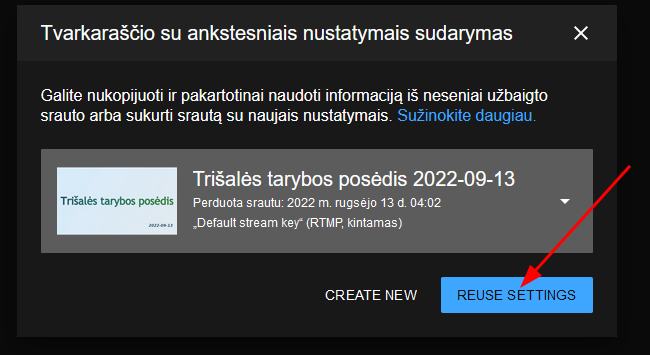 Tvarkaraščio su ankstesniais nustatymais sudarymas
Galite nukopijuoti ir pakartotinai naudoti informaciją iš neseniai užbaigto
srauto arba sukurti srautą su naujais nustatymais. Sužinokite daugiau.
Trišalės tarybos posėdis
2022-09-13
Trišalės tarybos posėdis 2022-09-13
Perduota srautu: 2022 m. rugsėjo 13 d. 04:02
„Default stream key“ (RTMP, kintamas)
CREATE NEW
REUSE SETTINGS